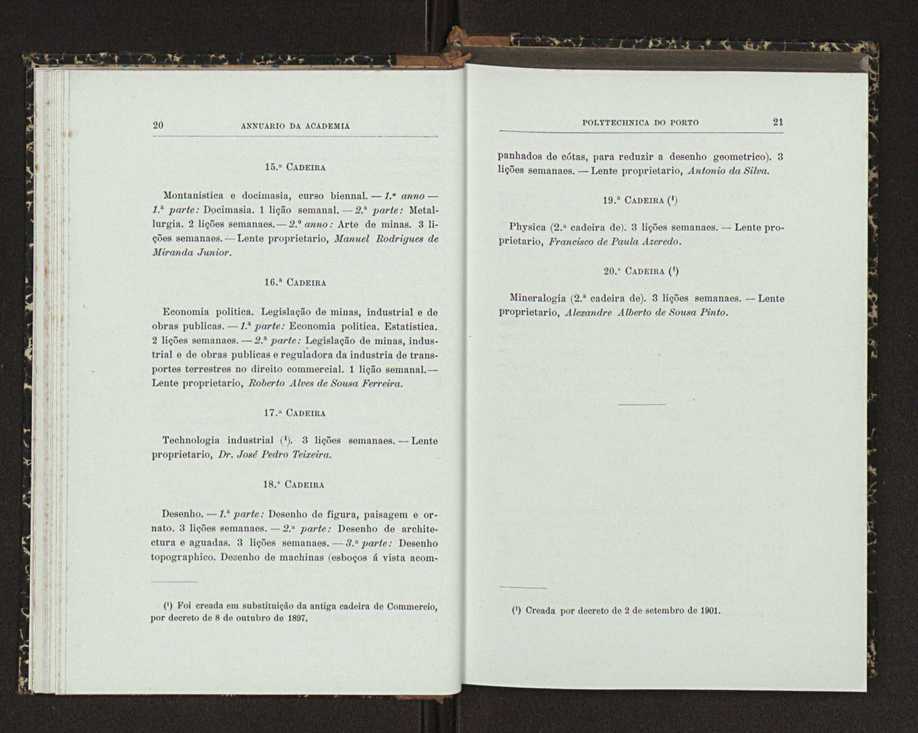 20
ANNUARIO DA ACADEMIA
15.ª CADEIRA
Montanistica e docimasia, curso biennal. — 1.º anno —
1.ª parte: Docimasia. 1 lição semanal. — 2.ª parte: Metal-
lurgia. 2 lições semanaes. — 2.º anno: Arte de minas. 3 li-
ções semanaes. — Lente proprietario, Manuel Rodrigues de
Miranda Junior.
16.ª CADEIRA
Economia politica. Legislação de minas, industrial e de
obras publicas. — 1.ª parte: Economia politica. Estatistica.
2 lições semanaes. — 2.ª parte: Legislação de minas, indus-
trial e de obras publicas e reguladora da industria de trans-
portes terrestres no direito commercial. 1 lição semanal. —
Lente proprietario, Roberto Alves de Sousa Ferreira.
17.ª CADEIRA
Technologia industrial (¹). 3 lições semanaes. — Lente
proprietario, Dr. José Pedro Teixeira.
18.ª CADEIRA
Desenho. — 1.ª parte: Desenho de figura, paisagem e or-
nato. 3 lições semanaes. — 2.ª parte: Desenho de archite-
ctura e aguadas. 3 lições semanaes. — 3.ª parte: Desenho
topographico. Desenho de machinas (esboços á vista acom-
(¹) Foi creada em substituição da antiga cadeira de Commercio,
por decreto de 8 de outubro de 1897.
POLYTECHNICA DO PORTO
21
panhados de cótas, para reduzir a desenho geometrico). 3
lições semanaes. — Lente proprietario, Antonio da Silva.
19.ª CADEIRA (¹)
Physica (2.ª cadeira de). 3 lições semanaes. — Lente pro-
prietario, Francisco de Paula Azeredo.
20.ª CADEIRA (¹)
Mineralogia (2.ª cadeira de). 3 lições semanaes. — Lente
proprietario, Alexandre Alberto de Sousa Pinto.
(¹) Creada por decreto de 2 de setembro de 1901.